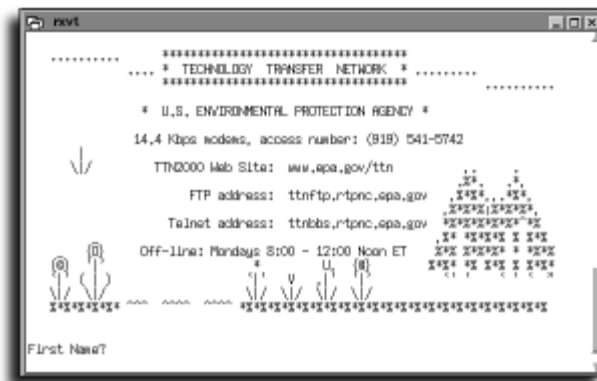 rxvt
* TECHNOLOGY TRANSFER NETWORK *
* U.S. ENVIRONMENTAL PROTECTION AGENCY *
14.4 Kbps modems, access number: (919) 541-5742
TTN2000 Web Site: www.epa.gov/ttn
FTP address: ttnftp.rtpnc.epa.gov
Telnet address: ttnbbs.rtpnc.epa.gov
Off-line: Mondays 8:00 - 12:00 Noon ET
First Name?